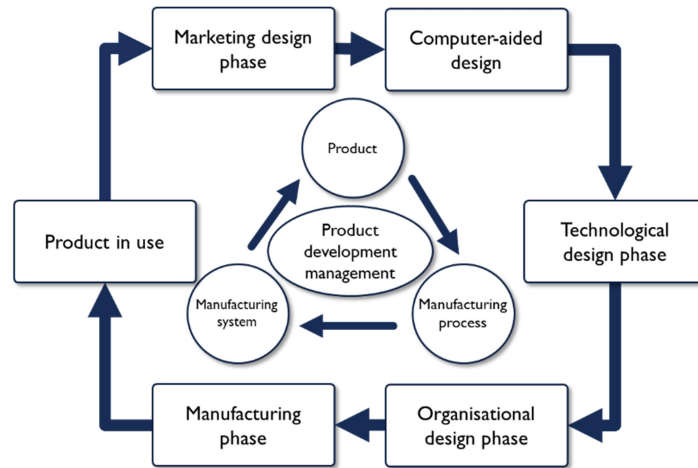 Marketing design
phase
Computer-aided
design
Product
Product in use
Product
development
management
Technological
design phase
Manufacturing
system
Manufacturing
process
Manufacturing
phase
Organisational
design phase